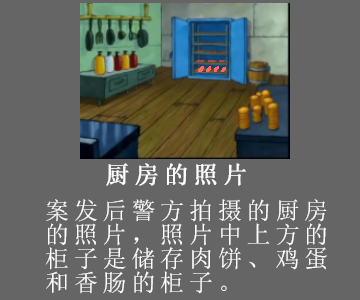 厨房的照片
案发后警方拍摄的厨房
的照片，照片中上方的
柜子是储存肉饼、鸡蛋
和香肠的柜子。